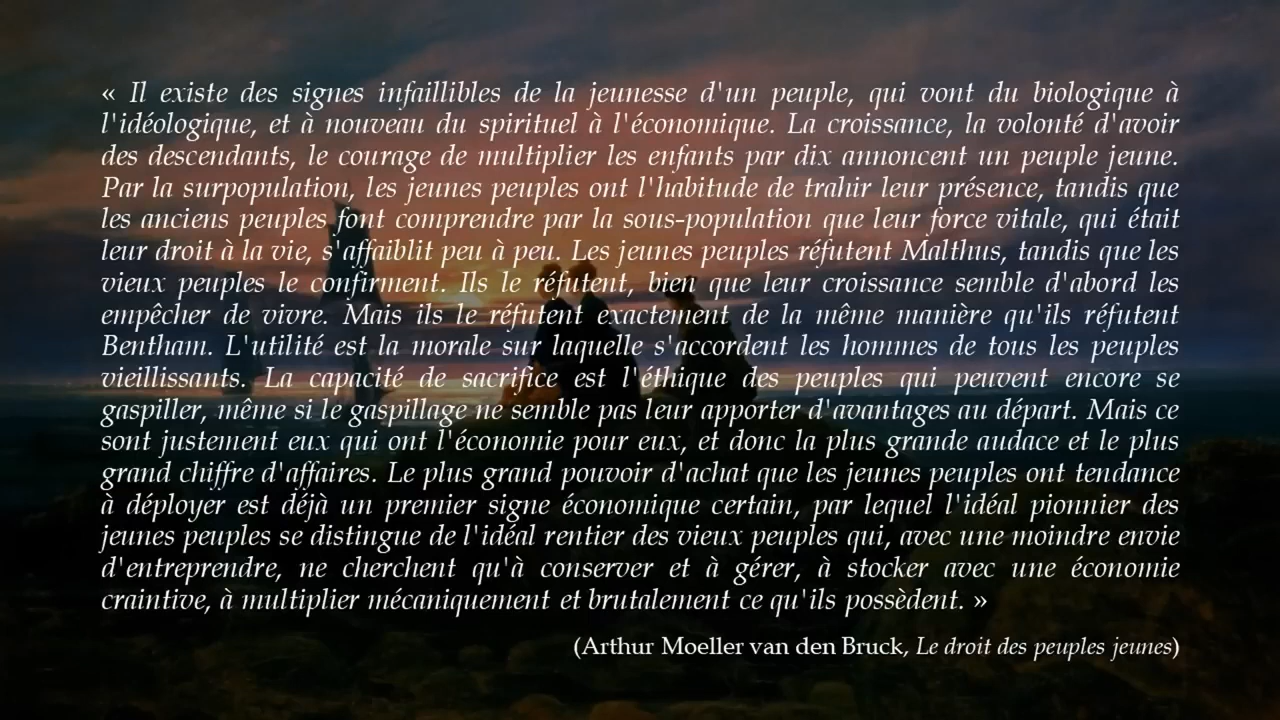 « Il existe des signes infaillibles de la jeunesse d'un peuple, qui vont du biologique à
l'idéologique, et à nouveau du spirituel à l'économique. La croissance, la volonté d'avoir
des descendants, le courage de multiplier les enfants par dix annoncent un peuple jeune.
Par la surpopulation, les jeunes peuples ont l'habitude de trahir leur présence, tandis que
les anciens peuples font comprendre par la sous-population que leur force vitale, qui était
leur droit à la vie, s'affaiblit peu à peu. Les jeunes peuples réfutent Malthus, tandis que les
vieux peuples le confirment. Ils le réfutent, bien que leur croissance semble d'abord les
empêcher de vivre. Mais ils le réfutent exactement de la même manière qu'ils réfutent
Bentham. L'utilité est la morale sur laquelle s'accordent les hommes de tous les peuples
vieillissants. La capacité de sacrifice est l'éthique des peuples qui peuvent encore se
gaspiller, même si le gaspillage ne semble pas leur apporter d'avantages au départ. Mais ce
sont justement eux qui ont l'économie pour eux, et donc la plus grande audace et le plus
grand chiffre d'affaires. Le plus grand pouvoir d'achat que les jeunes peuples ont tendance
à déployer est déjà un premier signe économique certain, par lequel l'idéal pionnier des
jeunes peuples se distingue de l'idéal rentier des vieux peuples qui, avec une moindre envie
d'entreprendre, ne cherchent qu'à conserver et à gérer, à stocker avec une économie
craintive, à multiplier mécaniquement et brutalement ce qu'ils possèdent. »
(Arthur Moeller van den Bruck, Le droit des peuples jeunes)